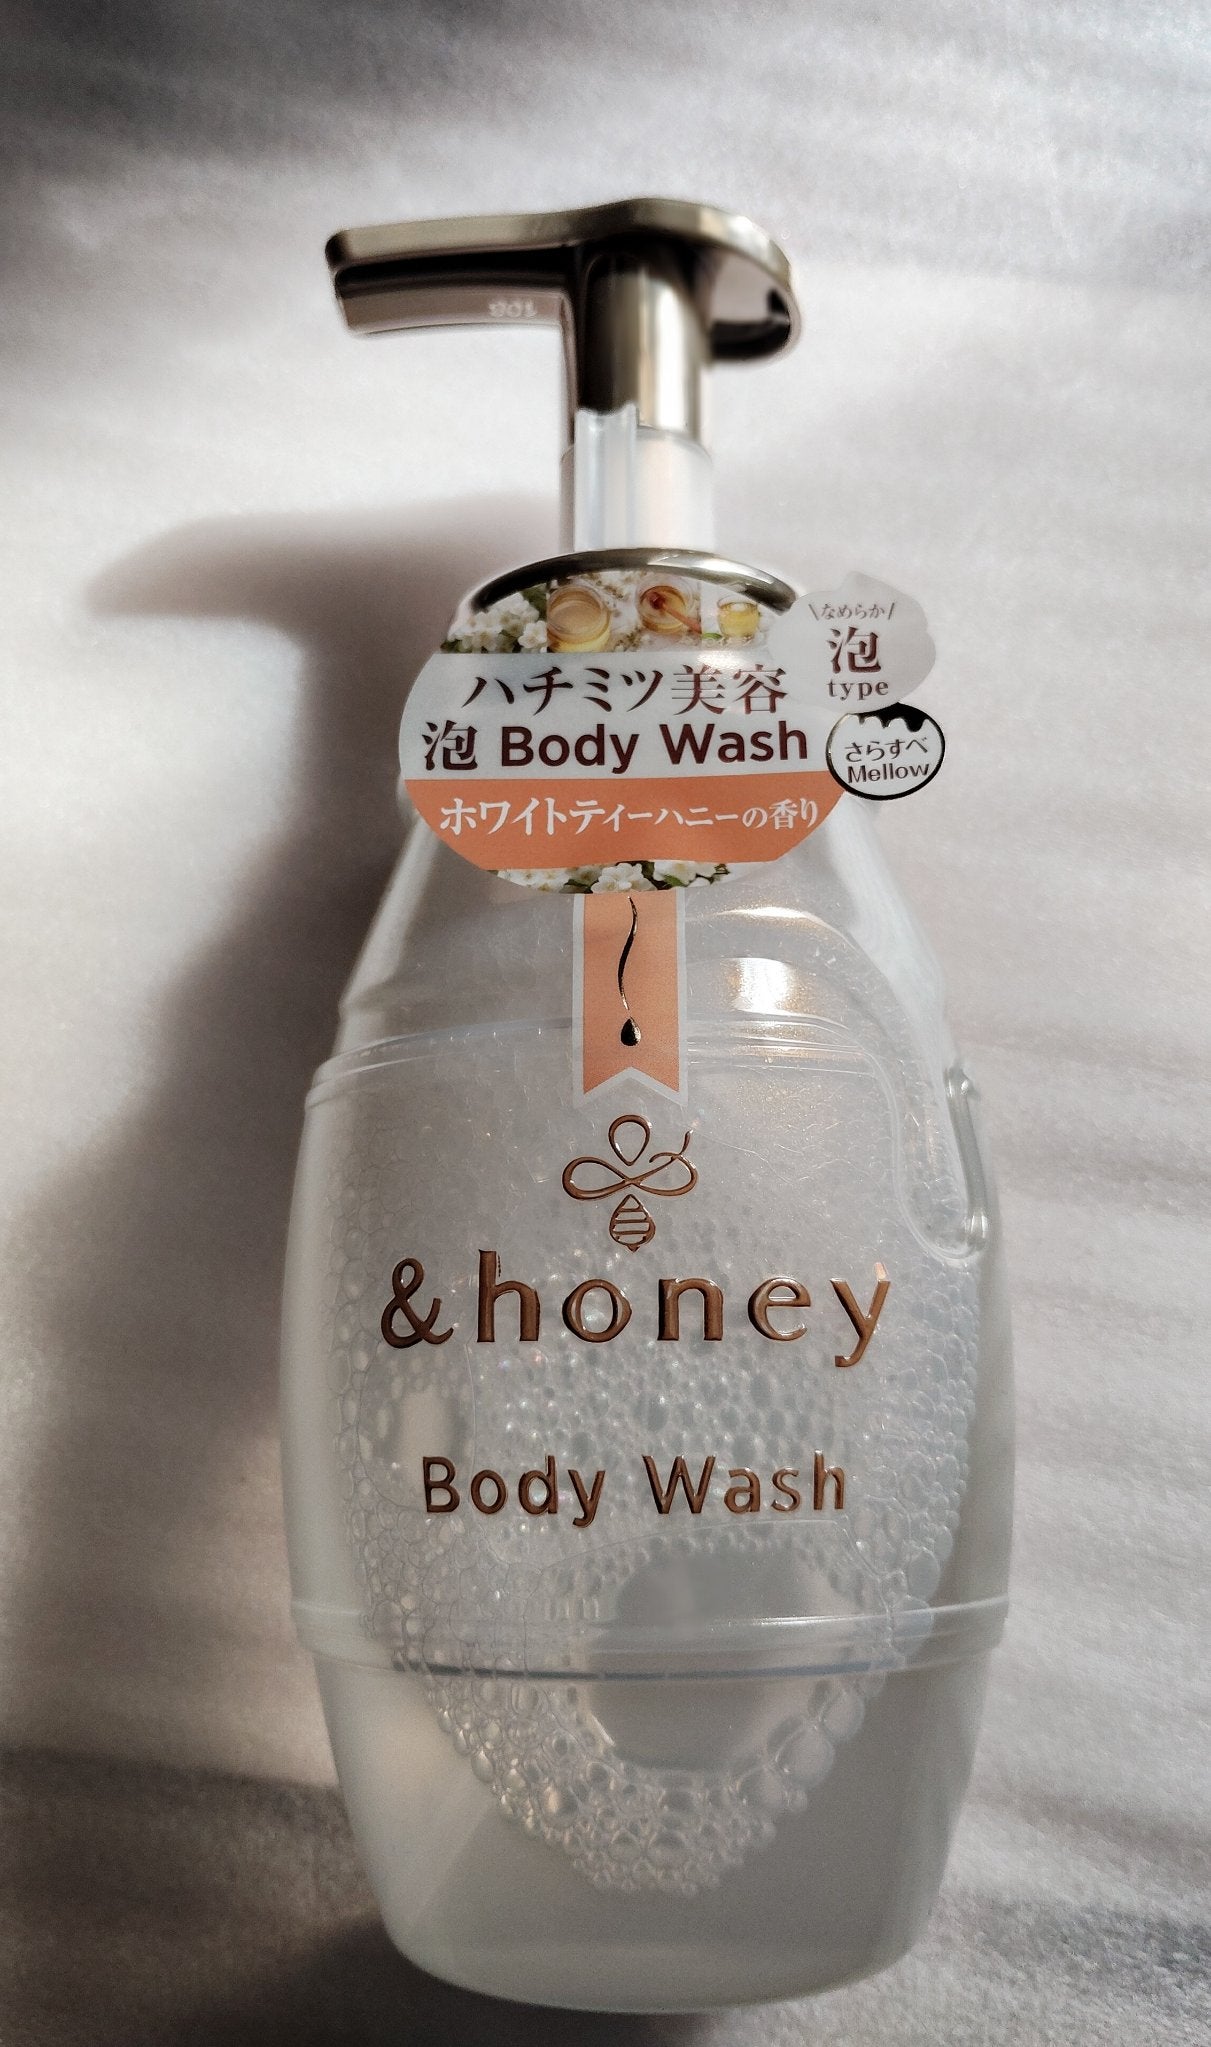 ハチミツ美容
泡 Body Wash
ホワイトティーハニーの香り
\なめらか/
泡
type
さらすべ
Mellow
&honey
Body Wash